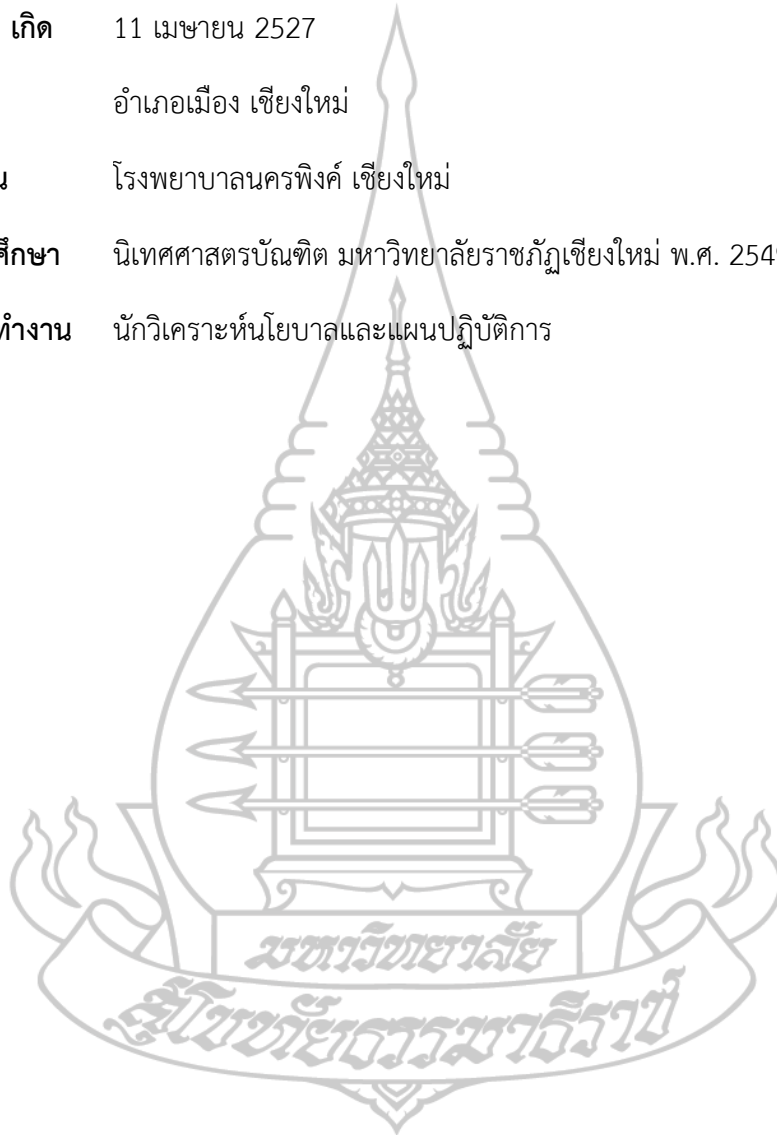 เกิด 11 เมษายน 2527
อำเภอเมือง เชียงใหม่
โรงพยาบาลนครพิงค์ เชียงใหม่
นิเทศศาสตรบัณฑิต มหาวิทยาลัยราชภัฏเชียงใหม่ พ.ศ.
ทำงาน นักวิเคราะห์นโยบาลและแผนปฏิบัติการ
มหาวิทยาลัย
สุโขทัยธรรมาธิราช